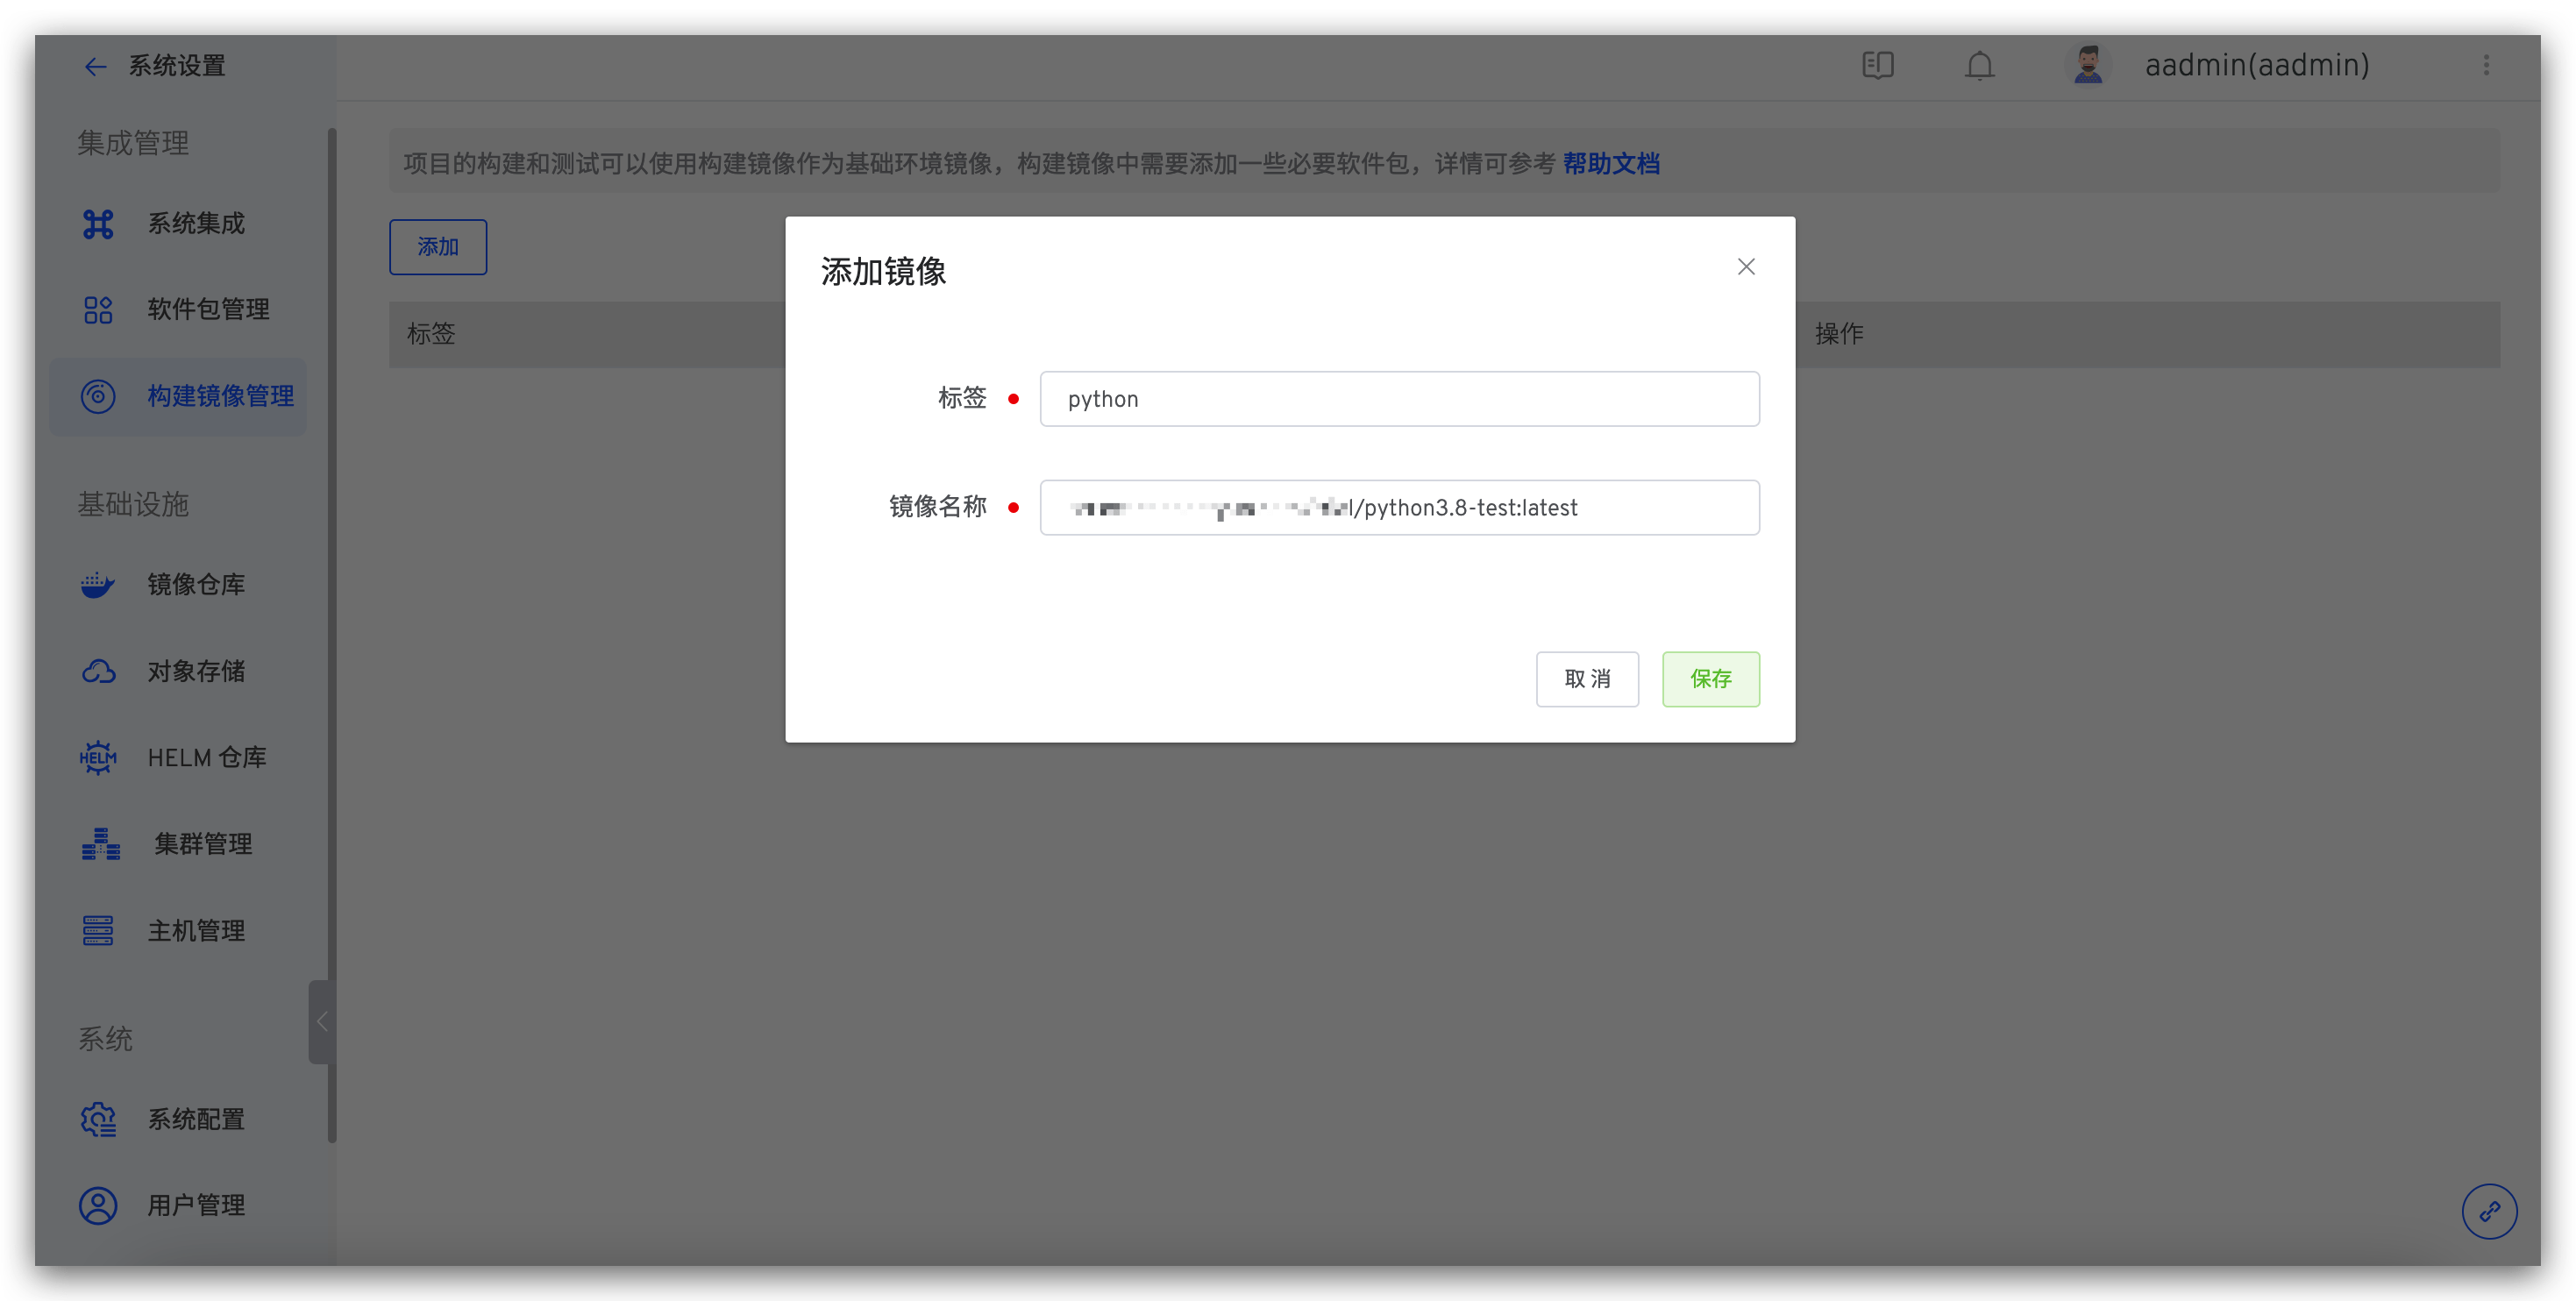 系统设置
aadmin(aadmin)
集成管理
系统集成
软件包管理
构建镜像管理
基础设施
镜像仓库
对象存储
HELM
HELM 仓库
集群管理
主机管理
系统
系统配置
用户管理
项目的构建和测试可以使用构建镜像作为基础环境镜像，构建镜像中需要添加一些必要软件包，详情可参考 帮助文档
添加
标签
操作
添加镜像
标签
python
镜像名称
/python3.8-test:latest
取 消
保存